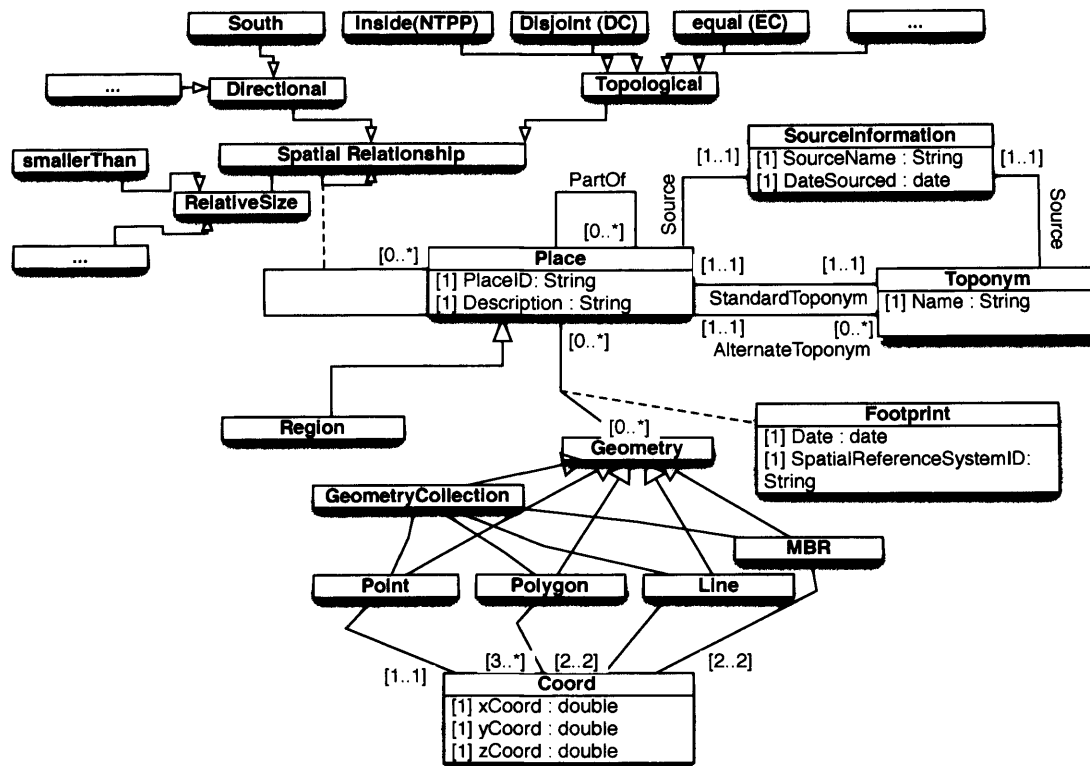 South
Inside(NTPP)
Disjoint (DC)
equal (EC)
...
...
Directional
Topological
smallerThan
Spatial Relationship
RelativeSize
...
PartOf
[0..*]
[1..1]
Source
SourceInformation
[1] SourceName : String
[1] DateSourced : date
[1..1]
Source
[0..*]
Place
[1] PlaceID: String
[1] Description : String
[1..1]
[1..1]
StandardToponym
[1..1]
[0..*]
AlternateToponym
Toponym
[1] Name : String
[0..*]
Region
[0..*]
Geometry
Footprint
[1] Date : date
[1] SpatialReferenceSystemID:
String
GeometryCollection
MBR
Point
Polygon
Line
[1..1]
[3..*]
[2..2]
[2..2]
Coord
[1] xCoord : double
[1] yCoord : double
[1] zCoord : double